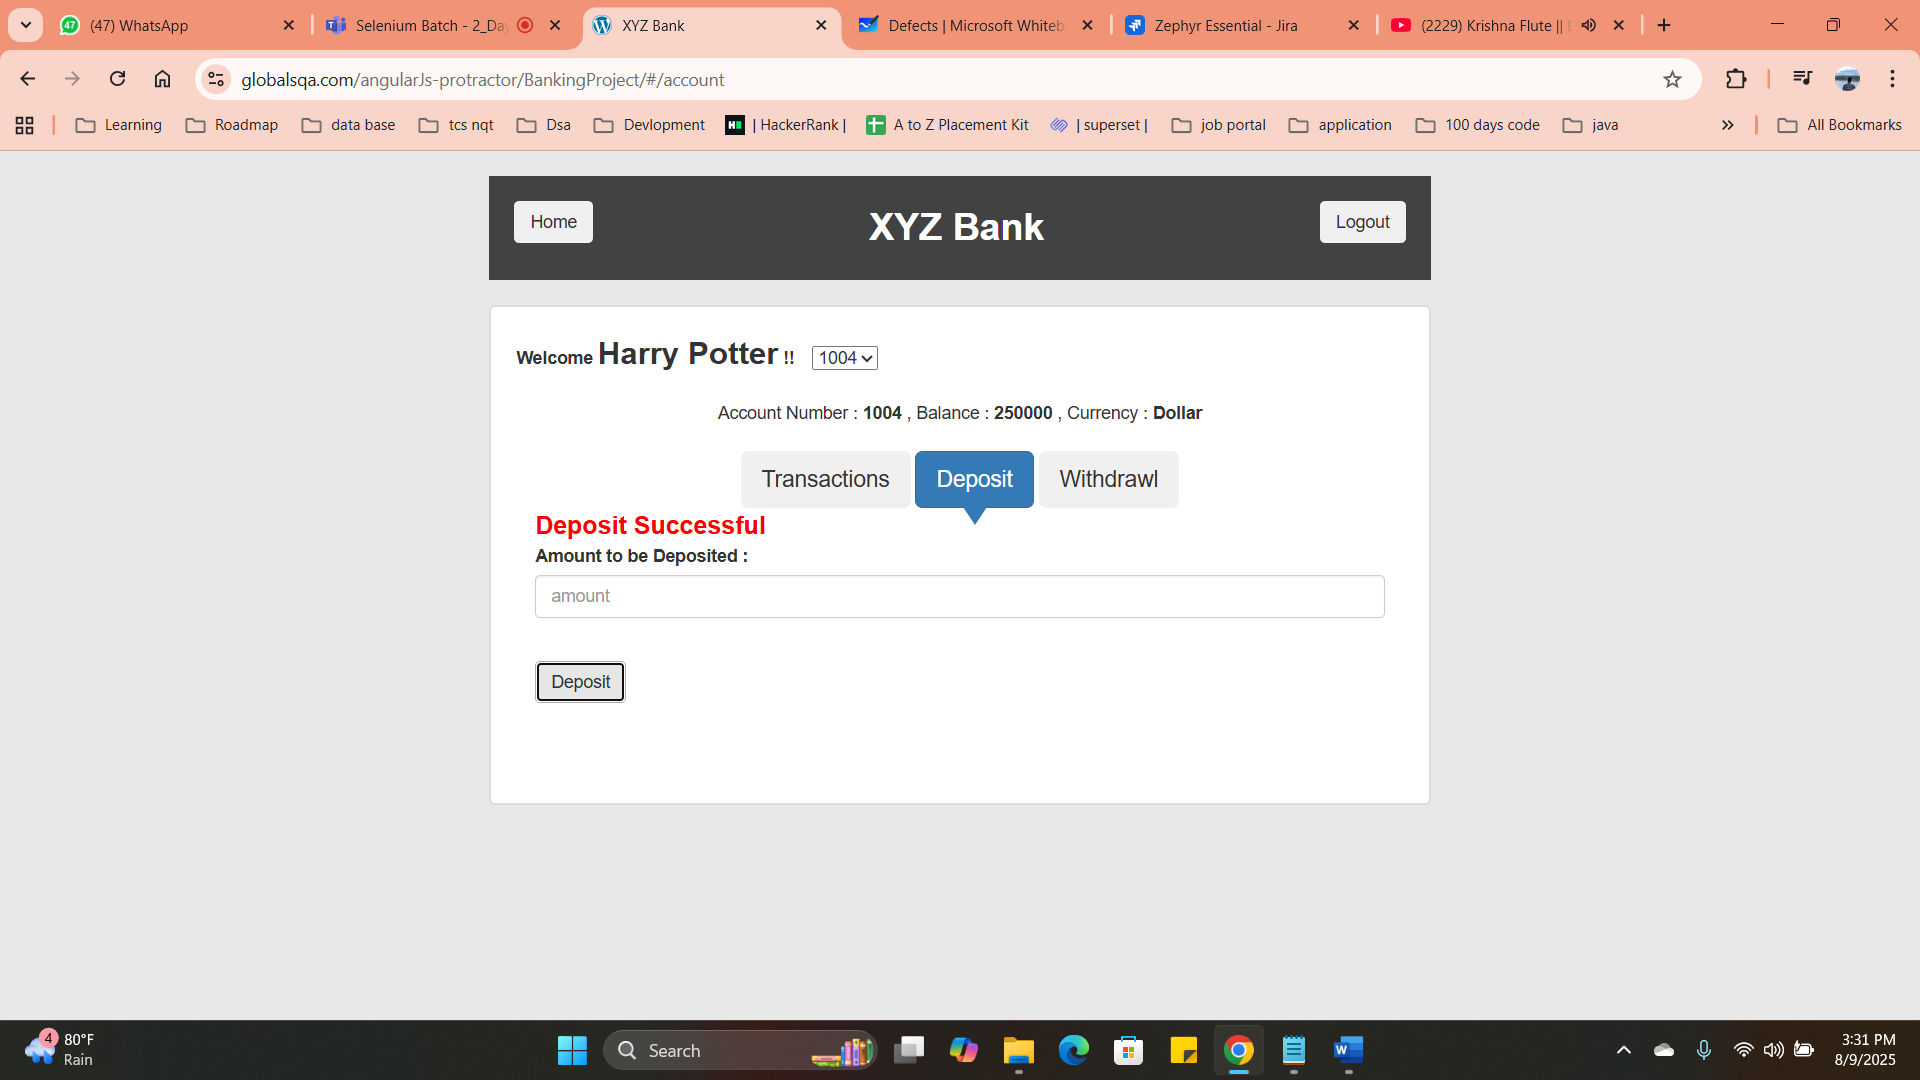 47 (47) WhatsApp
Selenium Batch - 2_Da
XYZ Bank
Defects | Microsoft Whiteb
Zephyr Essential - Jira
(2229) Krishna Flute ||
globalsqa.com/angularJs-protractor/BankingProject/#/account
Learning
Roadmap
data base
tcs nqt
Dsa
Devlopment
| HackerRank |
A to Z Placement Kit
| superset |
job portal
application
100 days code
java
All Bookmarks
Home
XYZ Bank
Logout
Welcome Harry Potter !! 1004
Account Number : 1004 , Balance : 250000 , Currency : Dollar
Transactions
Deposit
Withdrawl
Deposit Successful
Amount to be Deposited :
amount
Deposit
4 80°F
Rain
Search
3:31 PM
8/9/2025